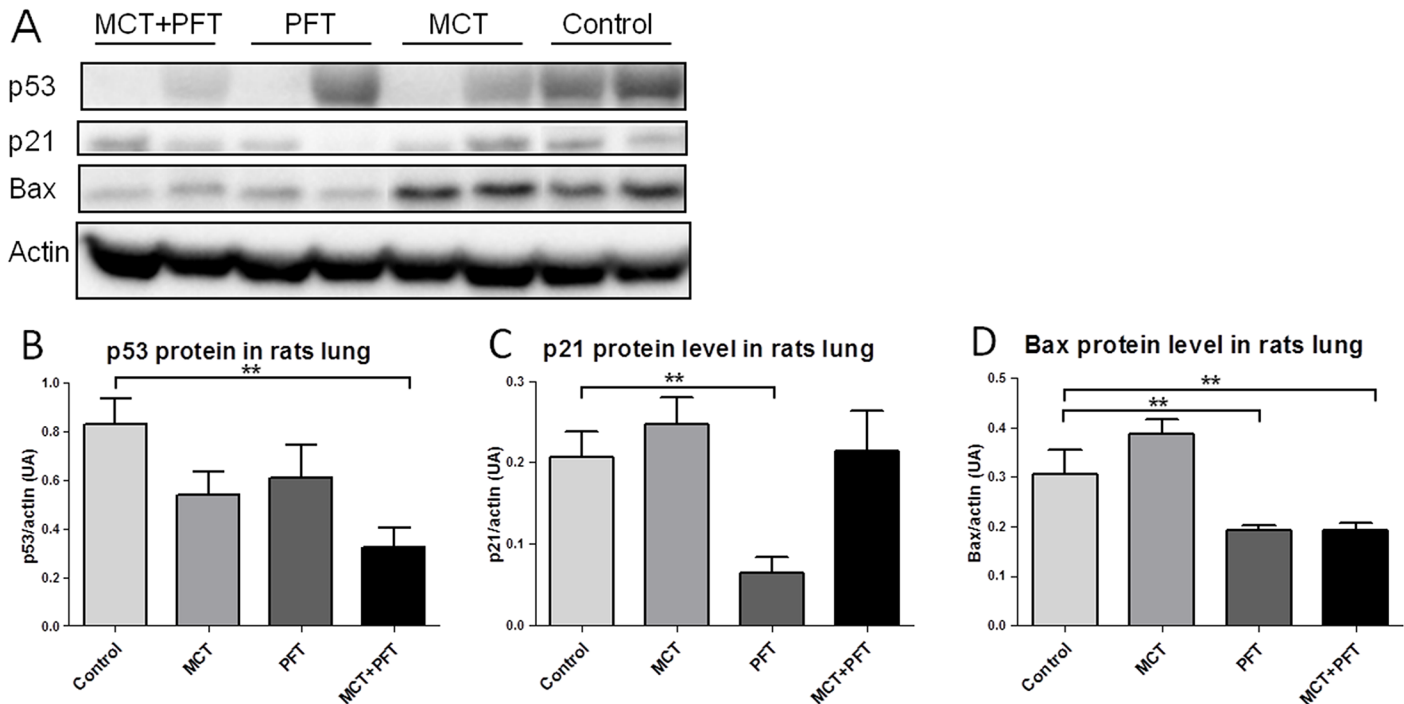 A
MCT+PFT PFT MCT Control
p53
p21
Bax
Actin
B
p53 protein in rats lung
**
1.0
0.8
0.6
0.4
0.2
0.0
p53/actin (UA)
Control MCT PFT MCT+PFT
C
p21 protein level in rats lung
**
0.3
0.2
0.1
0.0
p21/actin (UA)
Control MCT PFT MCT+PFT
D
Bax protein level in rats lung
**
**
0.5
0.4
0.3
0.2
0.1
0.0
Bax/actin (UA)
Control MCT PFT MCT+PFT